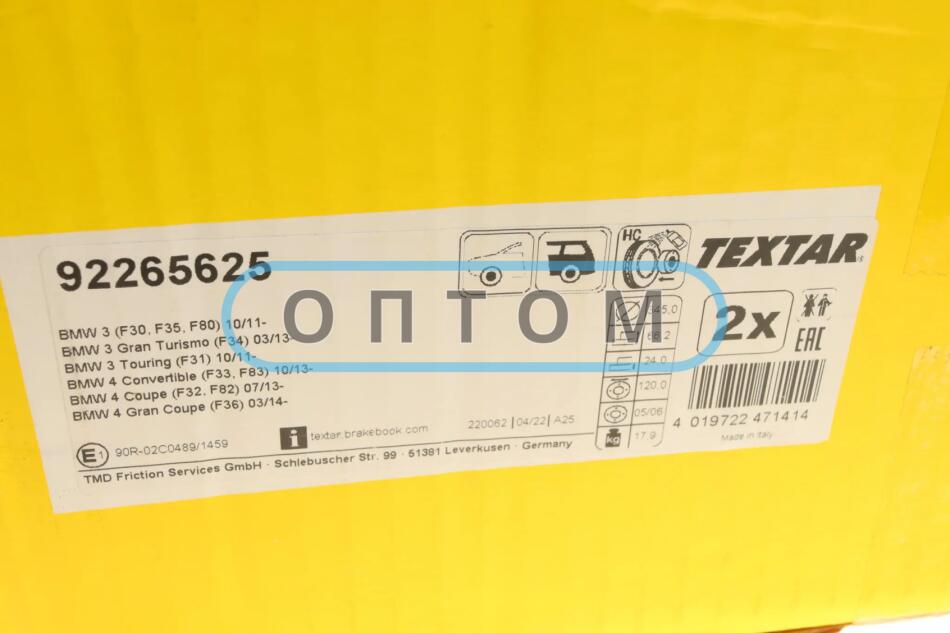 92265625
HC
TEXTAR
BMW 3 (F30, F35, F80) 10/11-
BMW 3 Gran Turismo (F34) 03/13-
BMW 3 Touring (F31) 10/11-
BMW 4 Convertible (F33, F83) 10/13-
BMW 4 Coupe (F32, F82) 07/13-
BMW 4 Gran Coupe (F36) 03/14-
ОПТОМ
24.0
120,0
05/06
kg 17,9
2x
EAC
4 019722 471414
Made in Italy
E1 90R-02C0489/1459
i textar.brakebook.com
220062 | 04/22 | A25
TMD Friction Services GmbH · Schlebuscher Str. 99 · 51381 Leverkusen · Germany